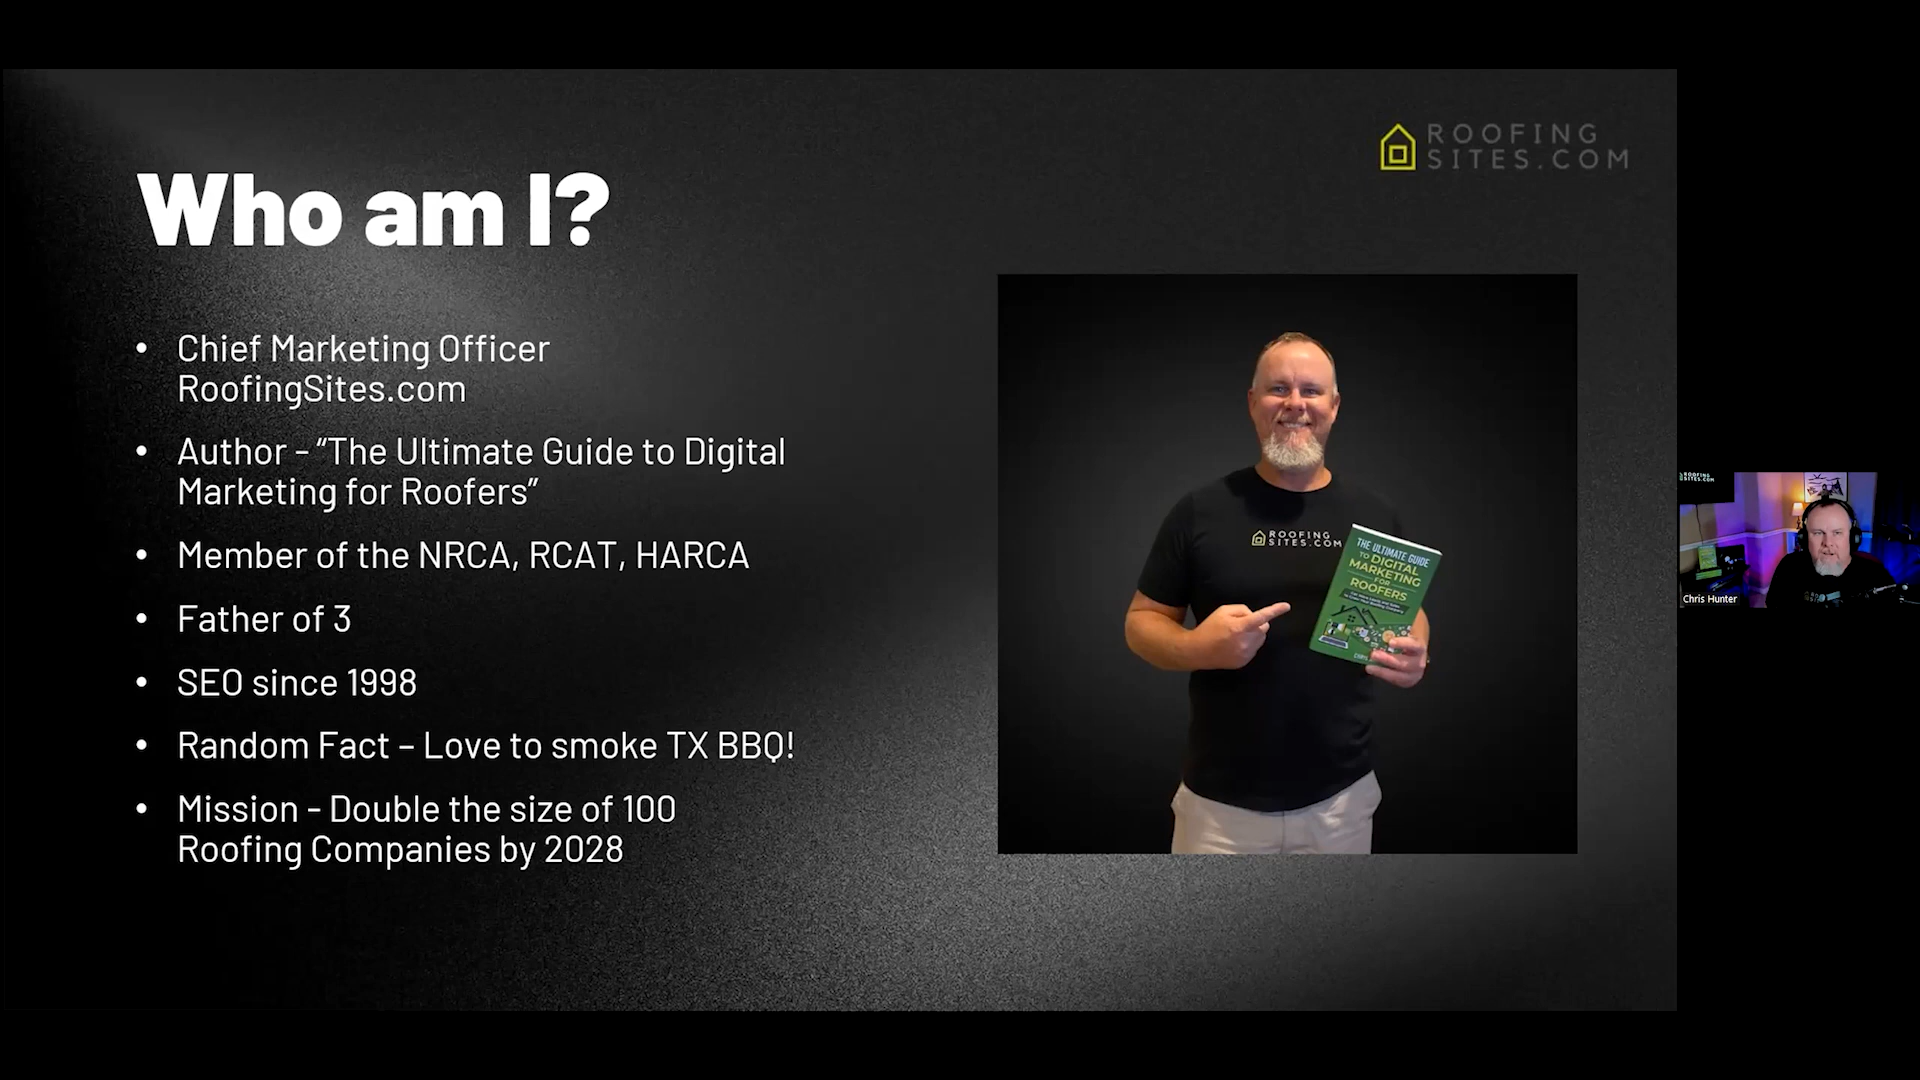 ROOFING
SITES.COM
Who am I?
• Chief Marketing Officer
RoofingSites.com
• Author - “The Ultimate Guide to Digital
Marketing for Roofers”
• Member of the NRCA, RCAT, HARCA
• Father of 3
• SEO since 1998
• Random Fact – Love to smoke TX BBQ!
• Mission - Double the size of 100
Roofing Companies by 2028
ROOFING
SITES.COM
THE ULTIMATE GUIDE
TO DIGITAL
MARKETING
FOR
ROOFERS
ROOFING
SITES.COM
Chris Hunter